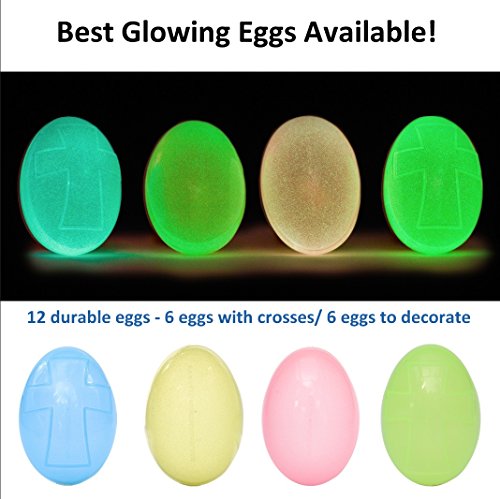 Best Glowing Eggs Available!
12 durable eggs - 6 eggs with crosses/ 6 eggs to decorate